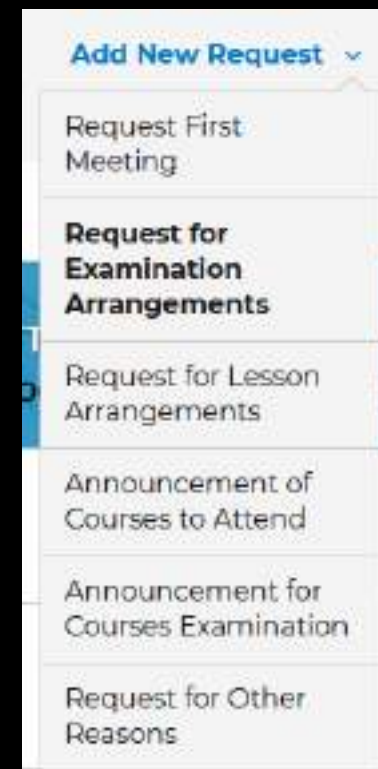 Add New Request
Request First
Meeting
Request for
Examination
Arrangements
Request for Lesson
Arrangements
Announcement of
Courses to Attend
Announcement for
Courses Examination
Request for Other
Reasons